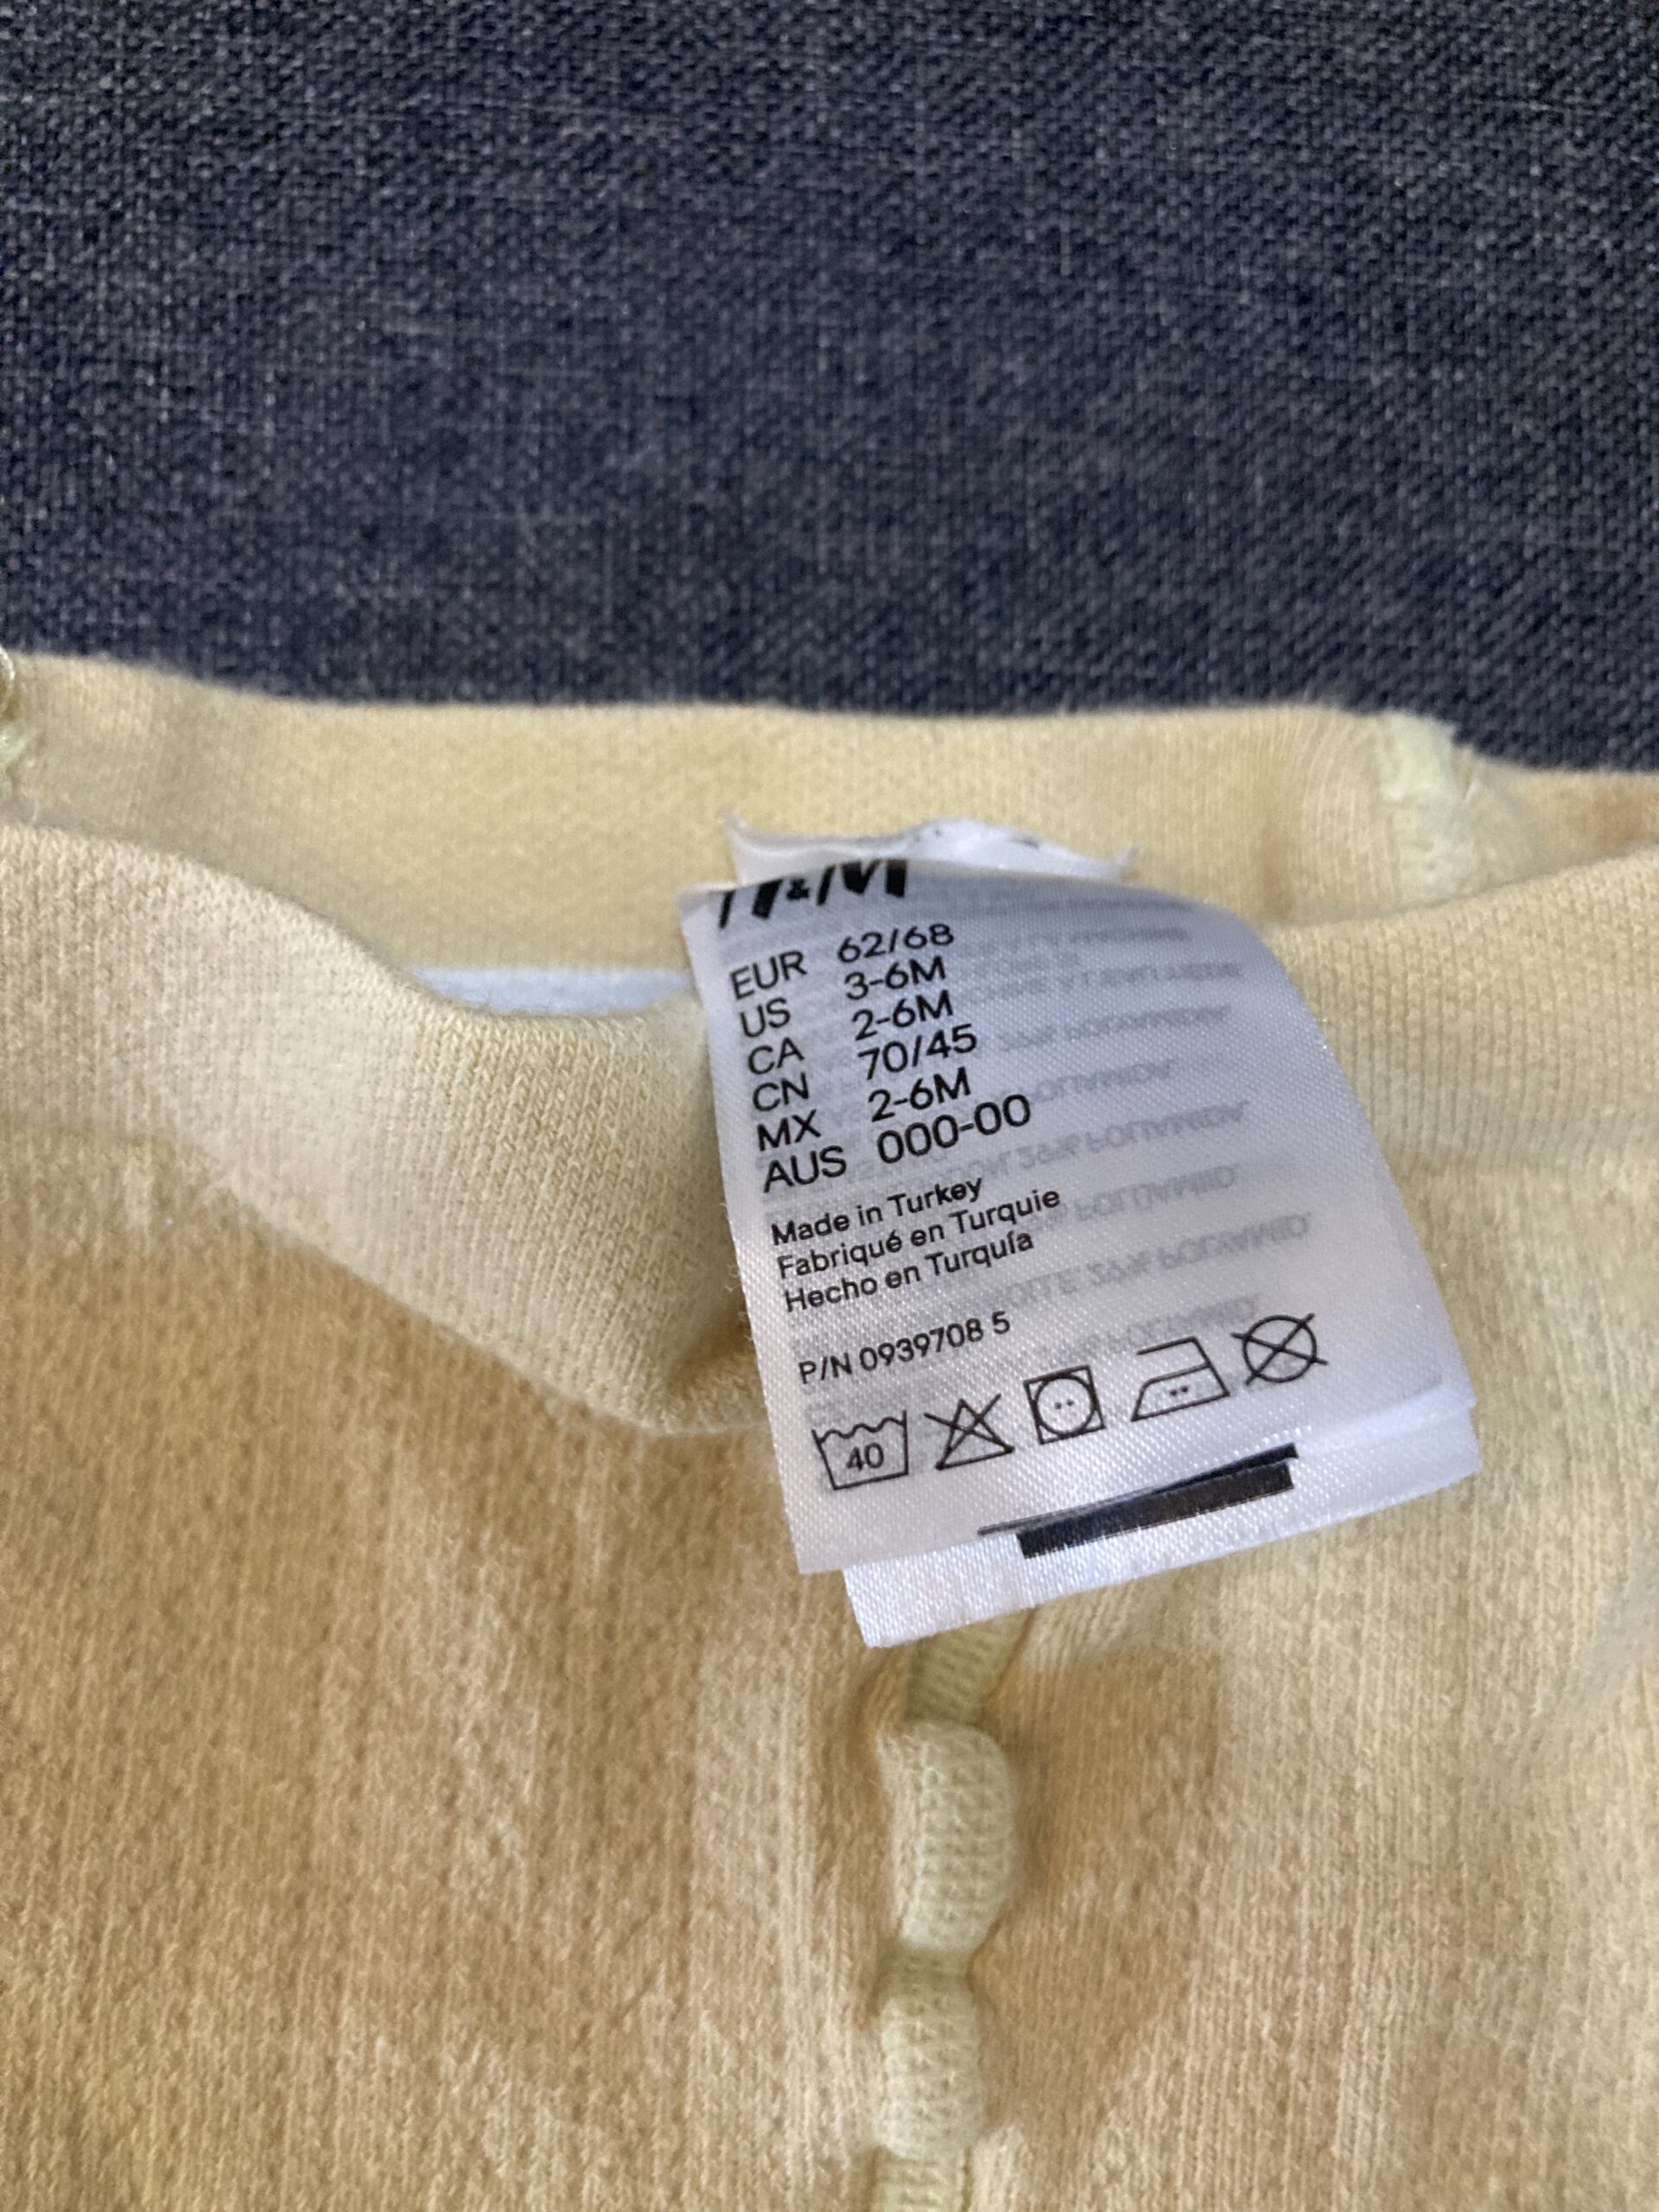 H&M
EUR 62/68
US 3-6M
CA 2-6M
CN 70/45
MX 2-6M
AUS 000-00
Made in Turkey
Fabriqué en Turquie
Hecho en Turquía
P/N 0939708 5
40